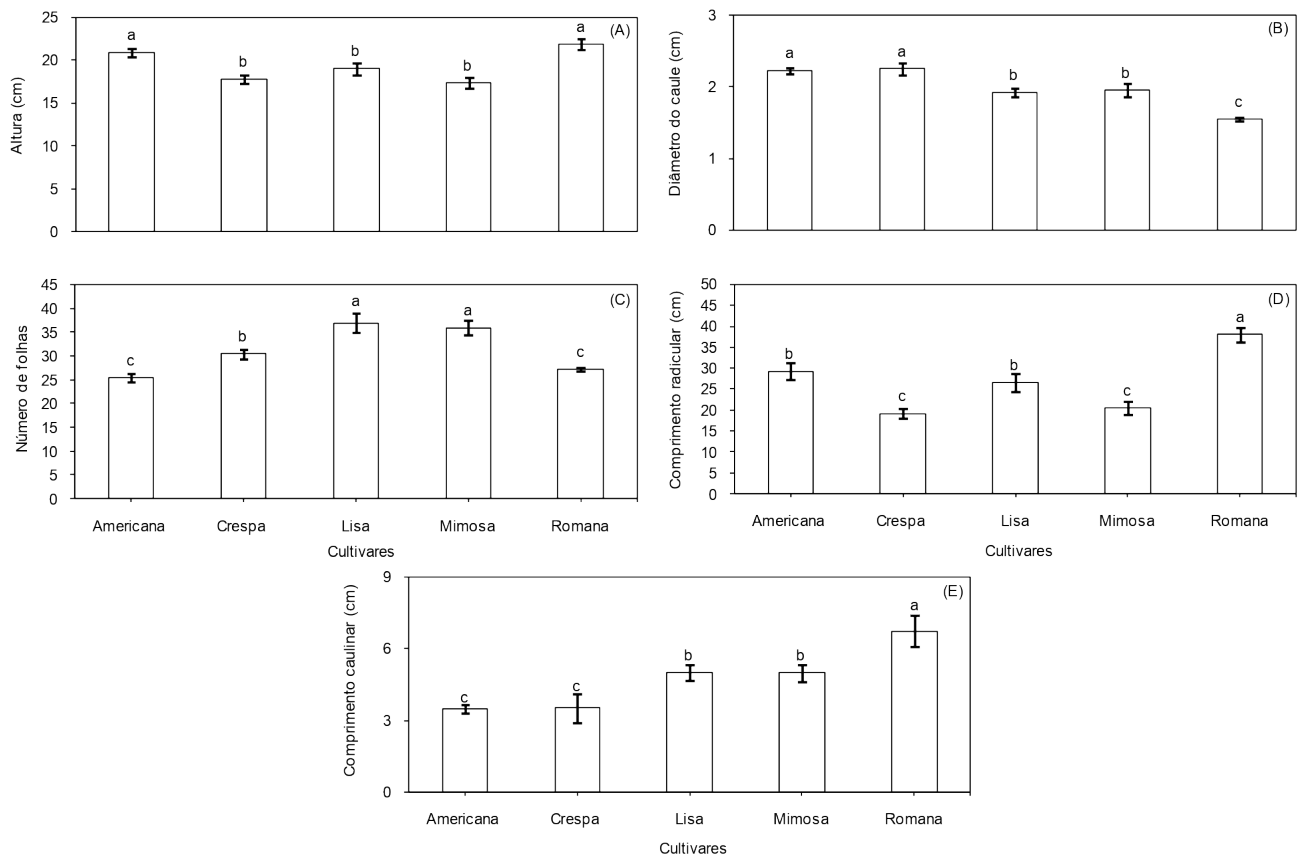 (A)
Altura (cm)
25
20
15
10
5
0
a
b
b
b
a
(B)
Diâmetro do caule (cm)
3
2
1
0
a
a
b
b
c
(C)
Número de folhas
45
40
35
30
25
20
15
10
5
0
c
b
a
a
c
Americana Crespa Lisa Mimosa Romana
Cultivares
(D)
Comprimento radicular (cm)
50
45
40
35
30
25
20
15
10
5
0
b
c
b
c
a
Americana Crespa Lisa Mimosa Romana
Cultivares
(E)
Comprimento caulinar (cm)
9
6
3
0
c
c
b
b
a
Americana Crespa Lisa Mimosa Romana
Cultivares